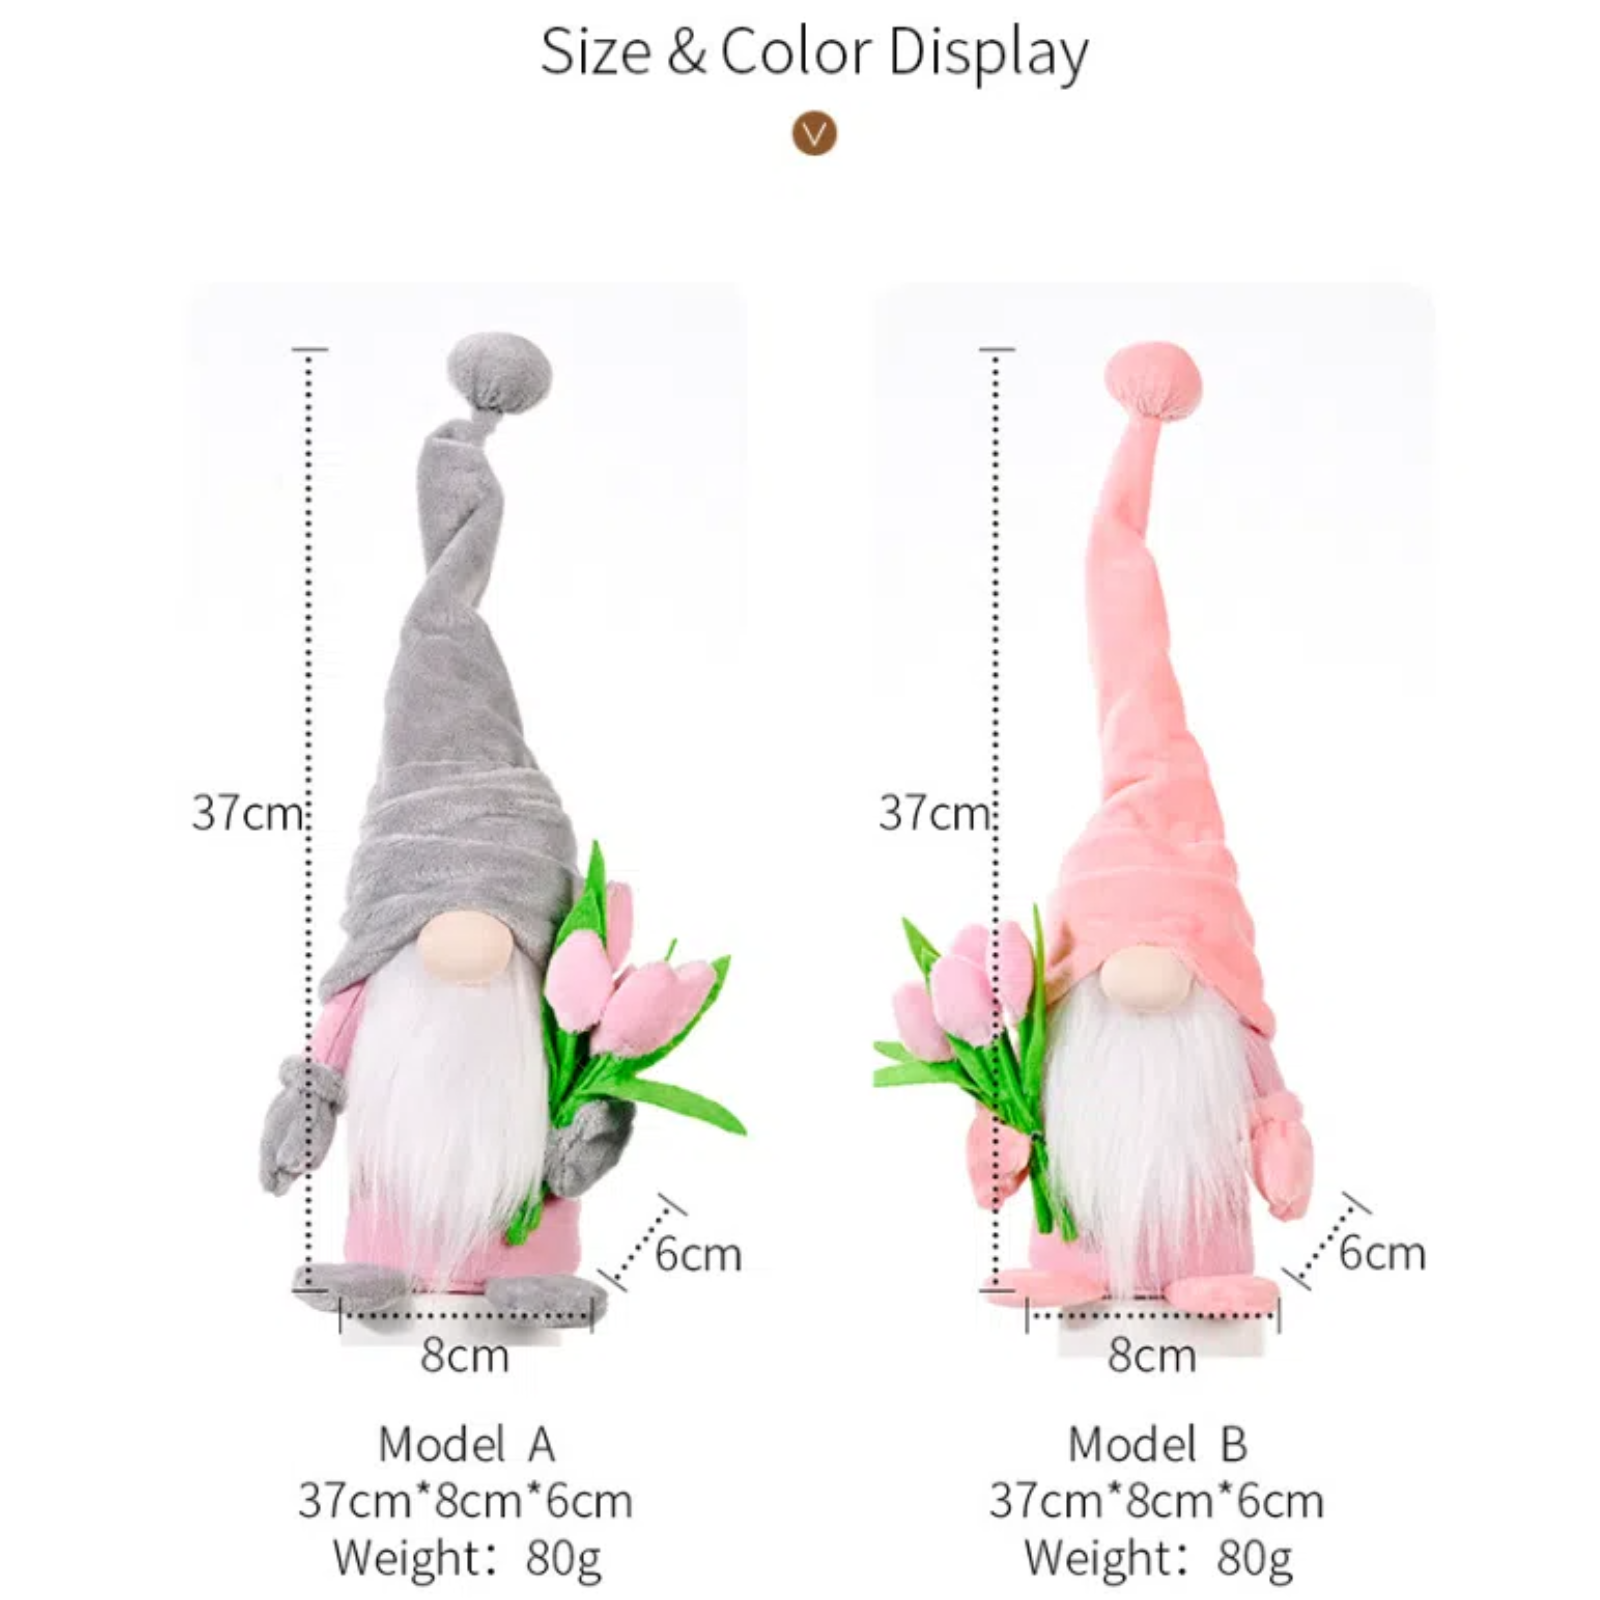 Size & Color Display
V
37cm
37cm
6cm
6cm
8cm
8cm
Model A
37cm*8cm*6cm
Weight: 80g
Model B
37cm*8cm*6cm
Weight: 80g